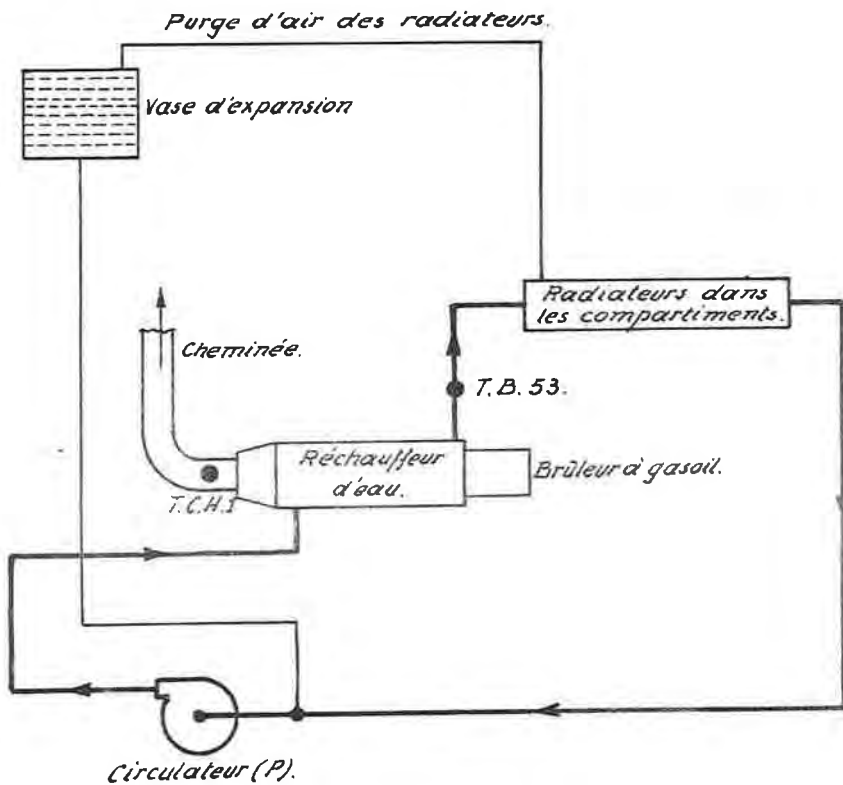 Purge d'air des radiateurs.
Vase d'expansion
Radiateurs dans
les compartiments.
Cheminée.
T.B. 53.
Réchauffeur
d'eau.
Brûleur à gasoil.
T.C.H.I
Circulateur (P).